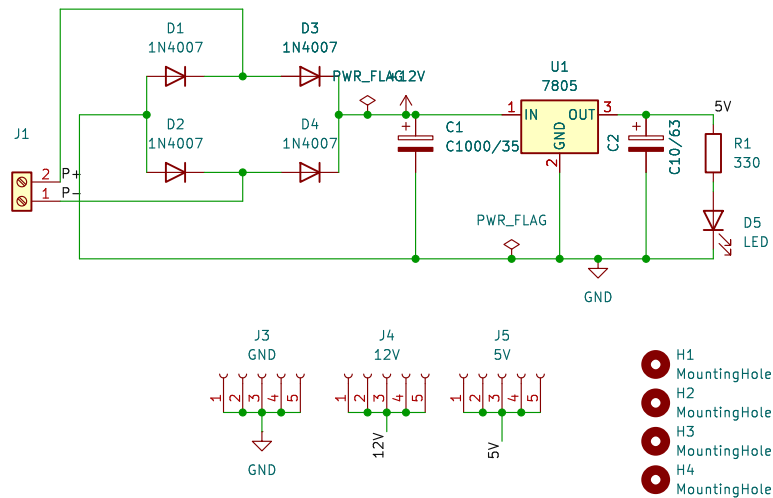 D1
1N4007
D3
1N4007
PWR_FLAG
+12V
U1
7805
1
IN
OUT
3
GND
2
5V
J1
D2
1N4007
D4
1N4007
C1
C1000/35
C2
C10/63
R1
330
2
P+
1
P-
PWR_FLAG
D5
LED
GND
J3
GND
1
2
3
4
5
GND
J4
12V
1
2
3
4
5
12V
J5
5V
1
2
3
4
5
5V
H1
MountingHole
H2
MountingHole
H3
MountingHole
H4
MountingHole